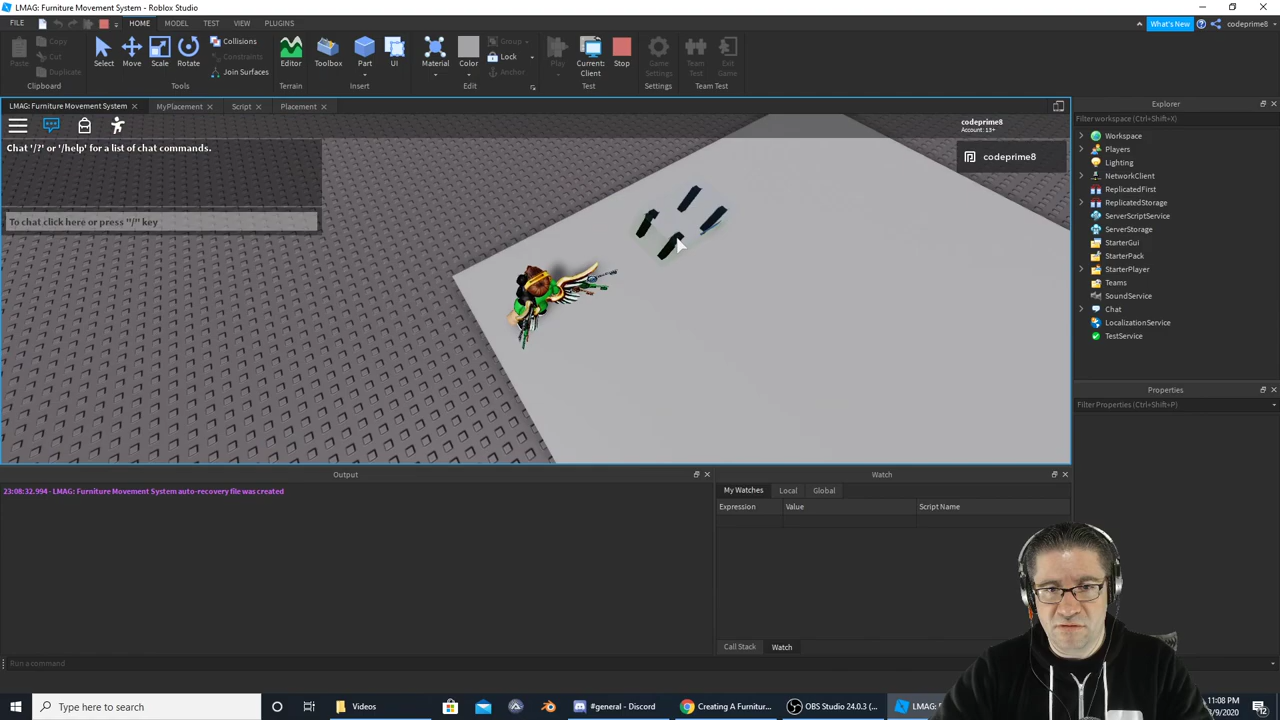 LMAG: Furniture Movement System - Roblox Studio
FILE HOME MODEL TEST VIEW PLUGINS
What's New codeprime8
Paste Copy Cut Duplicate
Select Move Scale Rotate
Collisions Constraints Join Surfaces
Editor Toolbox Part UI
Material Color Group Lock Anchor
Play Current: Client Stop
Game Settings Team Test Exit Game
Clipboard Tools Terrain Insert Edit Test Settings Team Test
LMAG: Furniture Movement System MyPlacement Script Placement
Chat '/?' or '/help' for a list of chat commands.
To chat click here or press "/" key
codeprime8
Account: 13+
codeprime8
Explorer
Filter workspace (Ctrl+Shift+X)
Workspace
Players
Lighting
NetworkClient
ReplicatedFirst
ReplicatedStorage
ServerScriptService
ServerStorage
StarterGui
StarterPack
StarterPlayer
Teams
SoundService
Chat
LocalizationService
TestService
Properties
Filter Properties (Ctrl+Shift+P)
Output
23:08:32.994 - LMAG: Furniture Movement System auto-recovery file was created
Watch
My Watches Local Global
Expression Value Script Name
Call Stack Watch
Run a command
Type here to search
Videos
#general - Discord
Creating A Furnitur...
OBS Studio 24.0.3 (...
LMAG:
11:08 PM